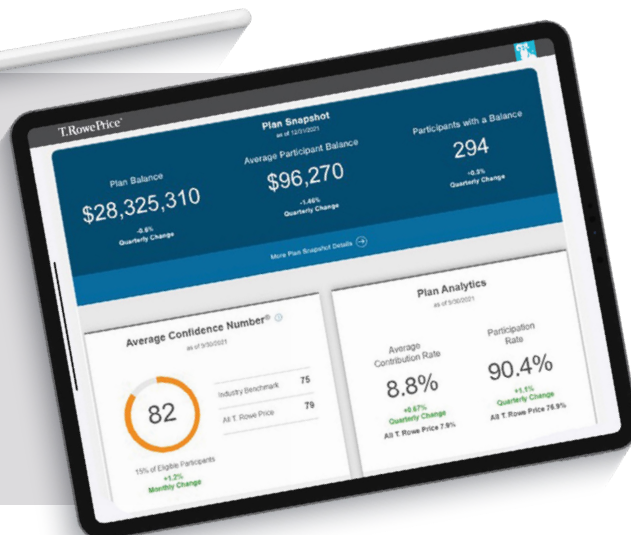 T.RowePrice®
Plan Snapshot
as of 12/31/2021
Plan Balance
$28,325,310
-0.6%
Quarterly Change
Average Participant Balance
$96,270
-1.46%
Quarterly Change
Participants with a Balance
294
Quarterly Change
More Plan Snapshot Details
Average Confidence Number®
as of 9/30/2021
82
Industry Benchmark 75
All T. Rowe Price 79
15% of Eligible Participants
+1.2%
Monthly Change
Plan Analytics
as of 9/30/2021
Average
Contribution Rate
8.8%
+0.67%
Quarterly Change
All T. Rowe Price 7.9%
Participation
Rate
90.4%
+1.1%
Quarterly Change
All T. Rowe Price 76.9%